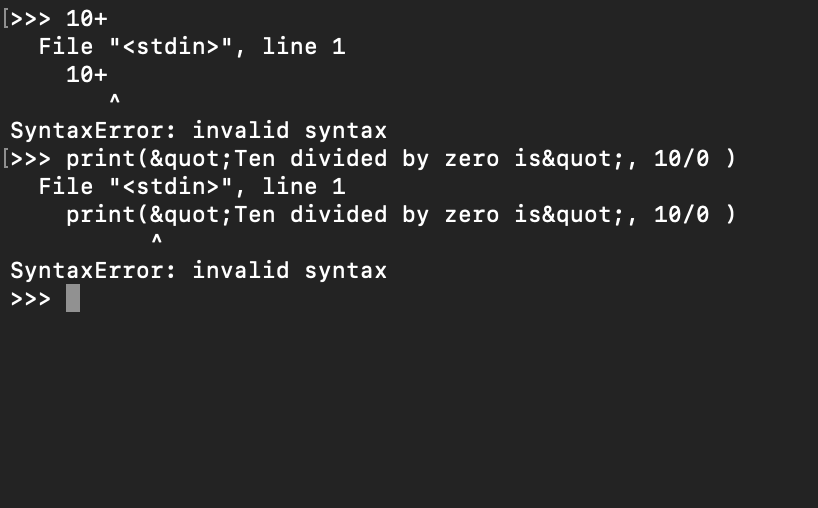 [>>> 10+
  File "<stdin>", line 1
    10+
       ^
SyntaxError: invalid syntax
[>>> print(&quot;Ten divided by zero is&quot;, 10/0 )
  File "<stdin>", line 1
    print(&quot;Ten divided by zero is&quot;, 10/0 )
          ^
SyntaxError: invalid syntax
>>>